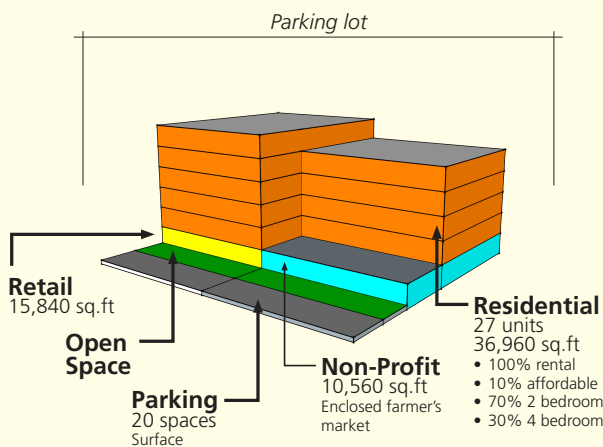 Parking lot
Retail
15,840 sq.ft
Open
Space
Parking
20 spaces
Surface
Non-Profit
10,560 sq.ft
Enclosed farmer's
market
Residential
27 units
36,960 sq.ft
• 100% rental
• 10% affordable
• 70% 2 bedroom
• 30% 4 bedroom